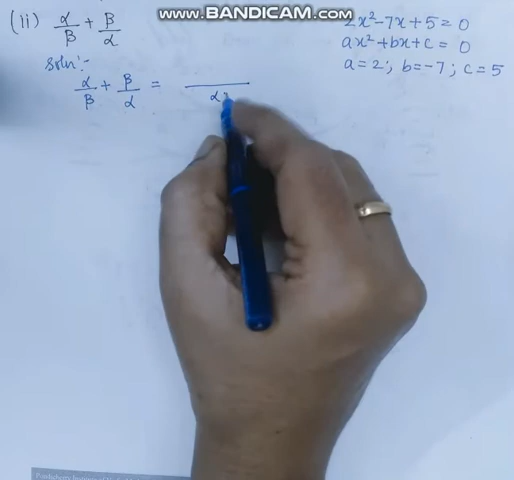 www.BANDICAM.com
(ii) α/β + β/α
2x²-7x+5=0
ax²+bx+c=0
soln:-
a=2; b=-7; c=5
α/β + β/α =
α